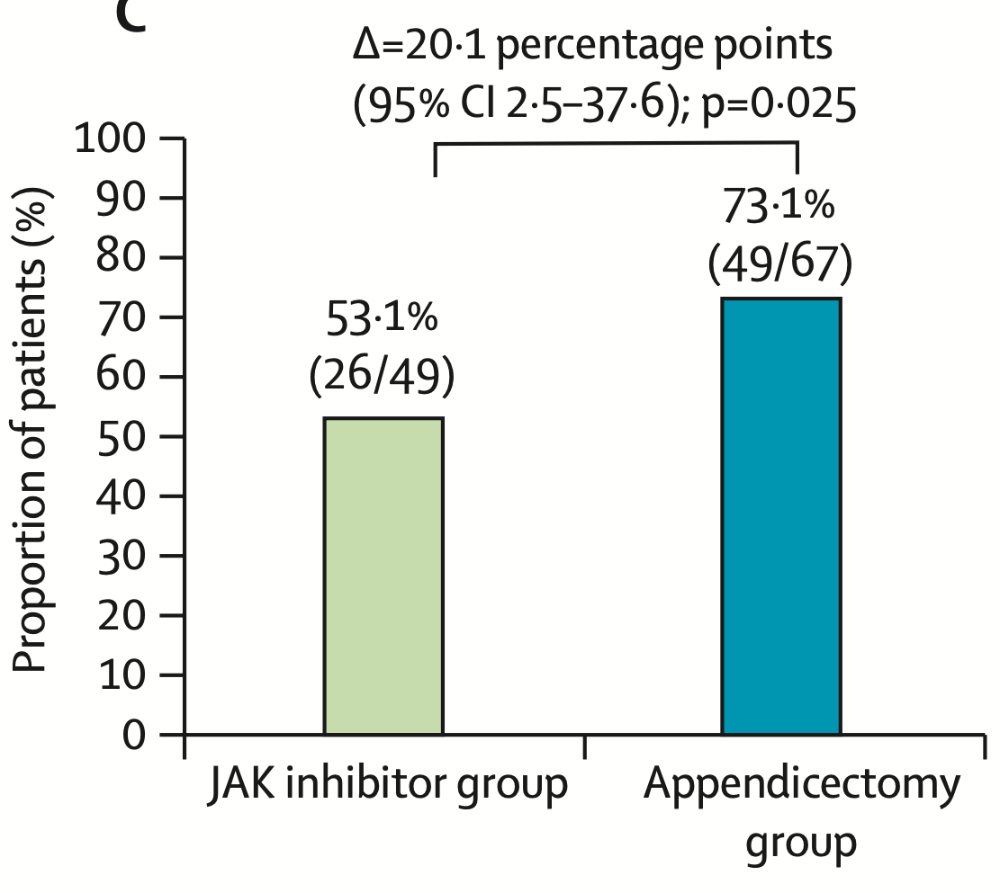 C
Δ=20·1 percentage points
(95% CI 2·5–37·6); p=0·025
Proportion of patients (%)
100
90
80
70
60
50
40
30
20
10
0
53·1%
(26/49)
73·1%
(49/67)
JAK inhibitor group
Appendicectomy
group